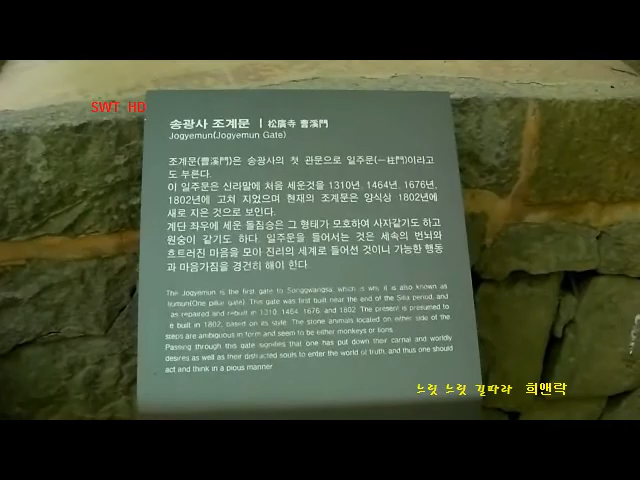 SWT HD
송광사 조계문 | 松廣寺 曹溪門
Jogyemun(Jogyemun Gate)
조계문(曹溪門)은 송광사의 첫 관문으로 일주문(一柱門)이라고
도 부른다.
이 일주문은 신라말에 처음 세운것을 1310년, 1464년, 1676년,
1802년에 고쳐 지었으며 현재의 조계문은 양식상 1802년에
새로 지은 것으로 보인다.
계단 좌우에 세운 돌짐승은 그 형태가 모호하여 사자같기도 하고
원숭이 같기도 하다. 일주문을 들어서는 것은 세속의 번뇌와
흐트러진 마음을 모아 진리의 세계로 들어선 것이니 가능한 행동
과 마음가짐을 경건히 해야 한다.
The Jogyemun is the first gate to Songgwangsa, which is why it is also known as
Iljumun(One pillar gate). This gate was first built near the end of the Silla period, and
as repaired and rebuilt in 1310, 1464, 1676, and 1802. The present is presumed to
e built in 1802, based on its style. The stone animals located on either side of the
steps are ambiguous in form and seem to be either monkeys or lions.
Passing through this gate signifies that one has put down their carnal and worldly
desires as well as their distracted souls to enter the world of truth, and thus one should
act and think in a pious manner
느릿 느릿 길따라 희앤락